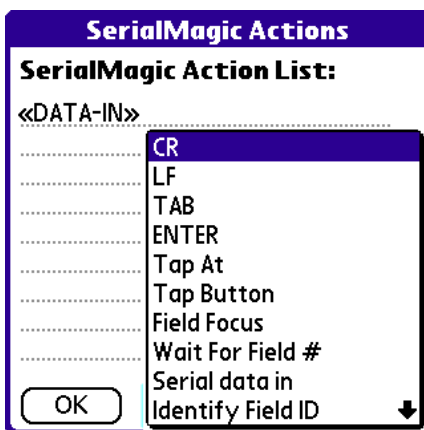 SerialMagic Actions
SerialMagic Action List:
«DATA-IN»
CR
LF
TAB
ENTER
Tap At
Tap Button
Field Focus
Wait For Field #
Serial data in
Identify Field ID
OK